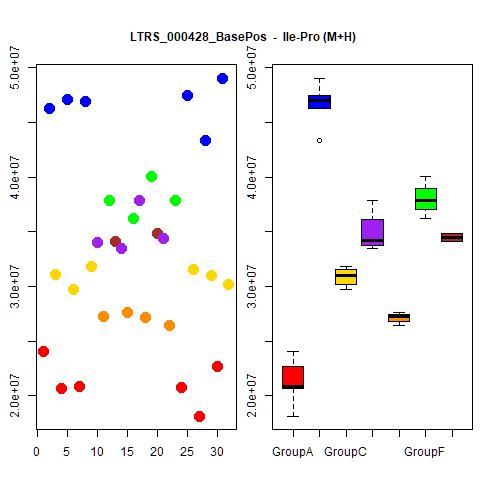 LTRS_000428_BasePos - Ile-Pro (M+H)
5.0e+07
4.0e+07
3.0e+07
2.0e+07
0 5 10 15 20 25 30
5.0e+07
4.0e+07
3.0e+07
2.0e+07
GroupA GroupC GroupF